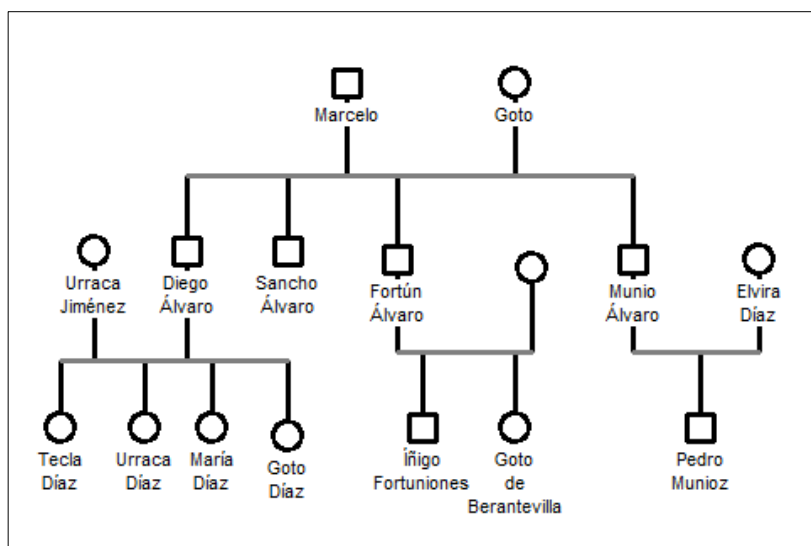 Marcelo
Goto
Urraca
Jiménez
Diego
Álvaro
Sancho
Álvaro
Fortún
Álvaro
Munio
Álvaro
Elvira
Díaz
Tecla
Díaz
Urraca
Díaz
María
Díaz
Goto
Díaz
Íñigo
Fortuniones
Goto
de
Berantevilla
Pedro
Munioz